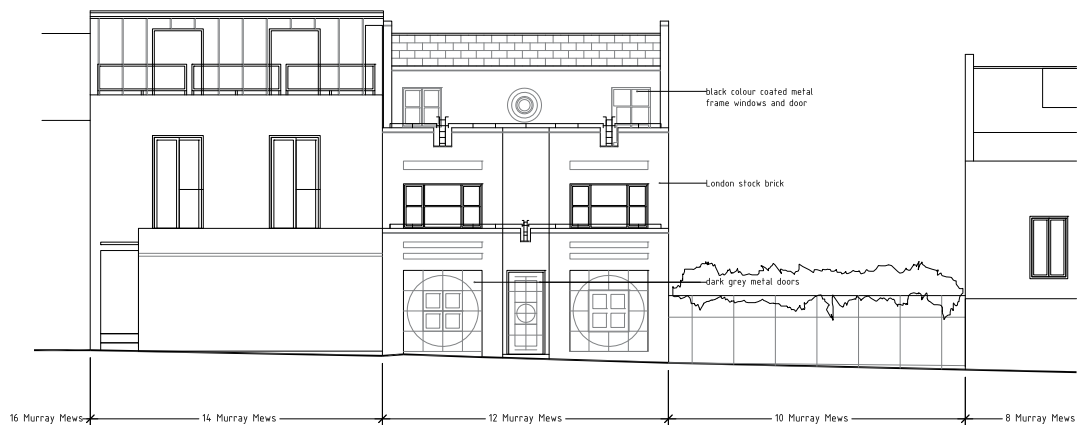 black colour coated metal
frame windows and door
London stock brick
dark grey metal doors
16 Murray Mews
14 Murray Mews
12 Murray Mews
10 Murray Mews
8 Murray Mews